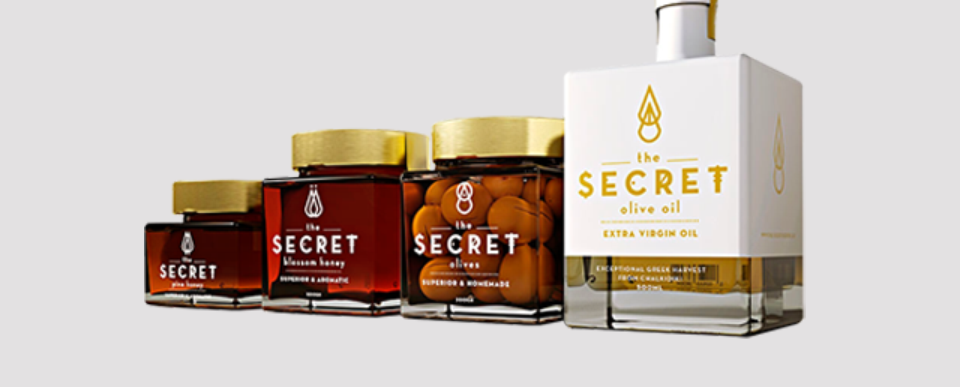 the
SECRET
pine honey
the
SECRET
blossom honey
SUPERIOR & AROMATIC
the
SECRET
olives
SUPERIOR & HOMEMADE
the
SECRET
olive oil
EXTRA VIRGIN OIL
EXCEPTIONAL GREEK HARVEST
FROM CHALKIDIKI
500ML